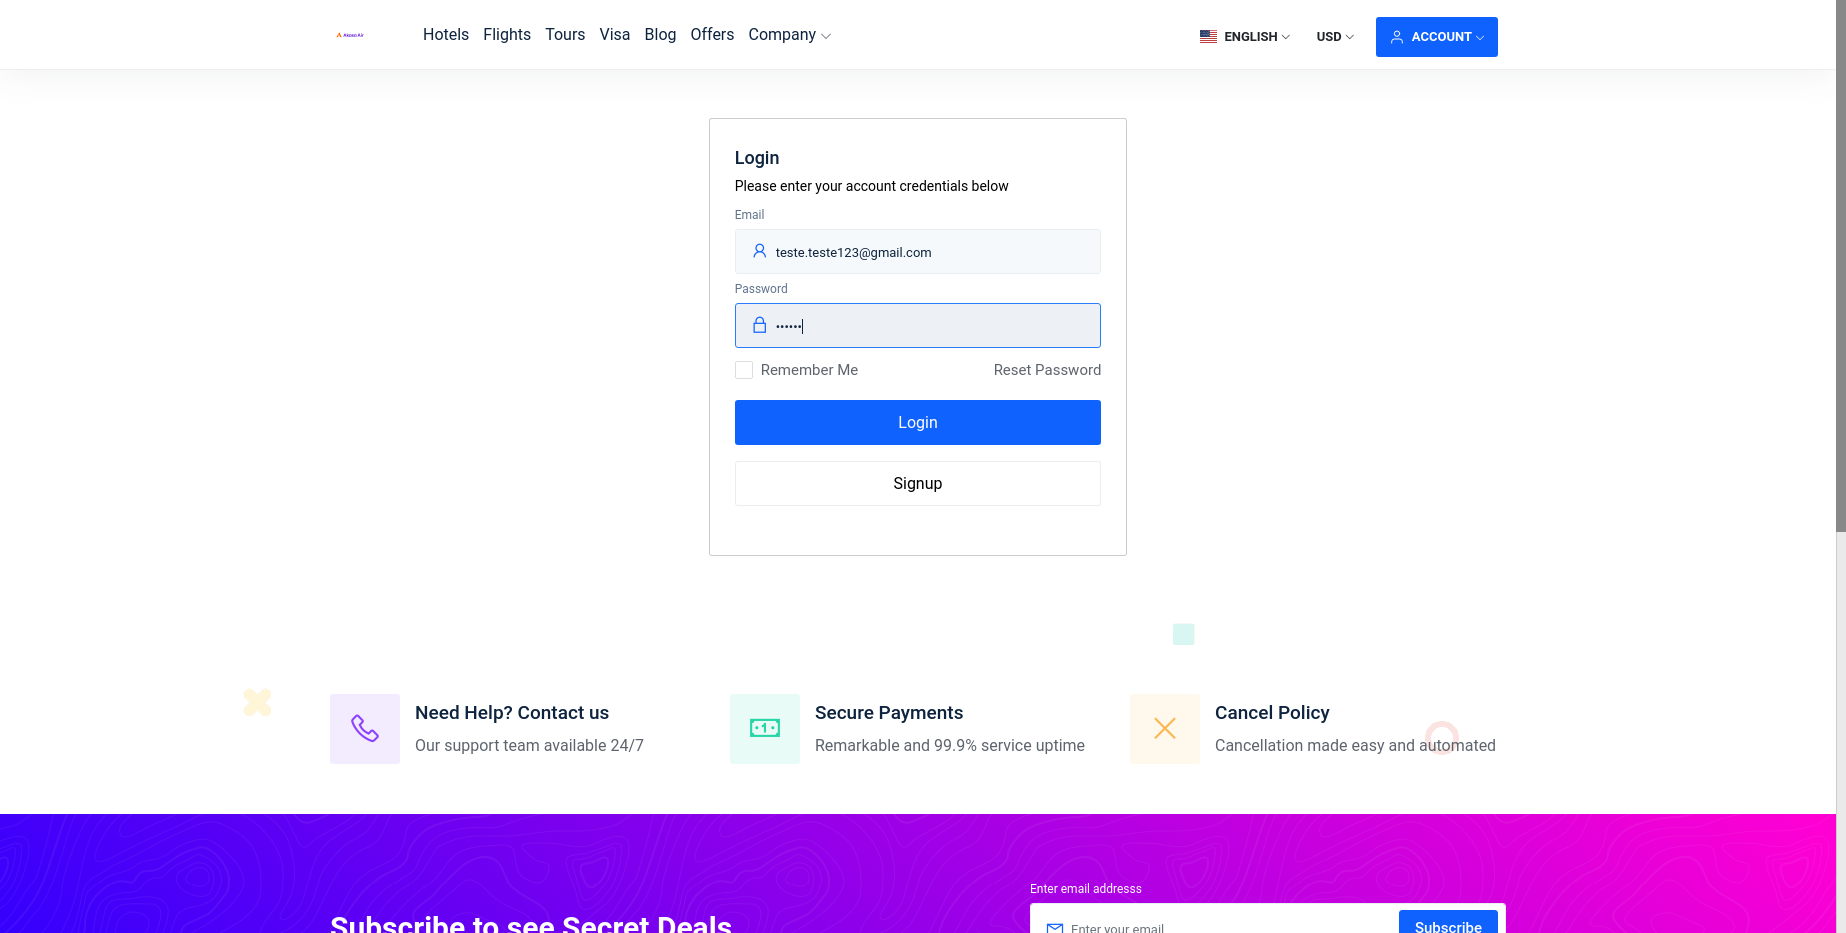 Akasa Air
Hotels Flights Tours Visa Blog Offers Company
ENGLISH USD ACCOUNT
Login
Please enter your account credentials below
Email
teste.teste123@gmail.com
Password
••••••
Remember Me Reset Password
Login
Signup
Need Help? Contact us
Our support team available 24/7
Secure Payments
Remarkable and 99.9% service uptime
Cancel Policy
Cancellation made easy and automated
Enter email addresss
Subscribe to see Secret Deals
Enter your email
Subscribe